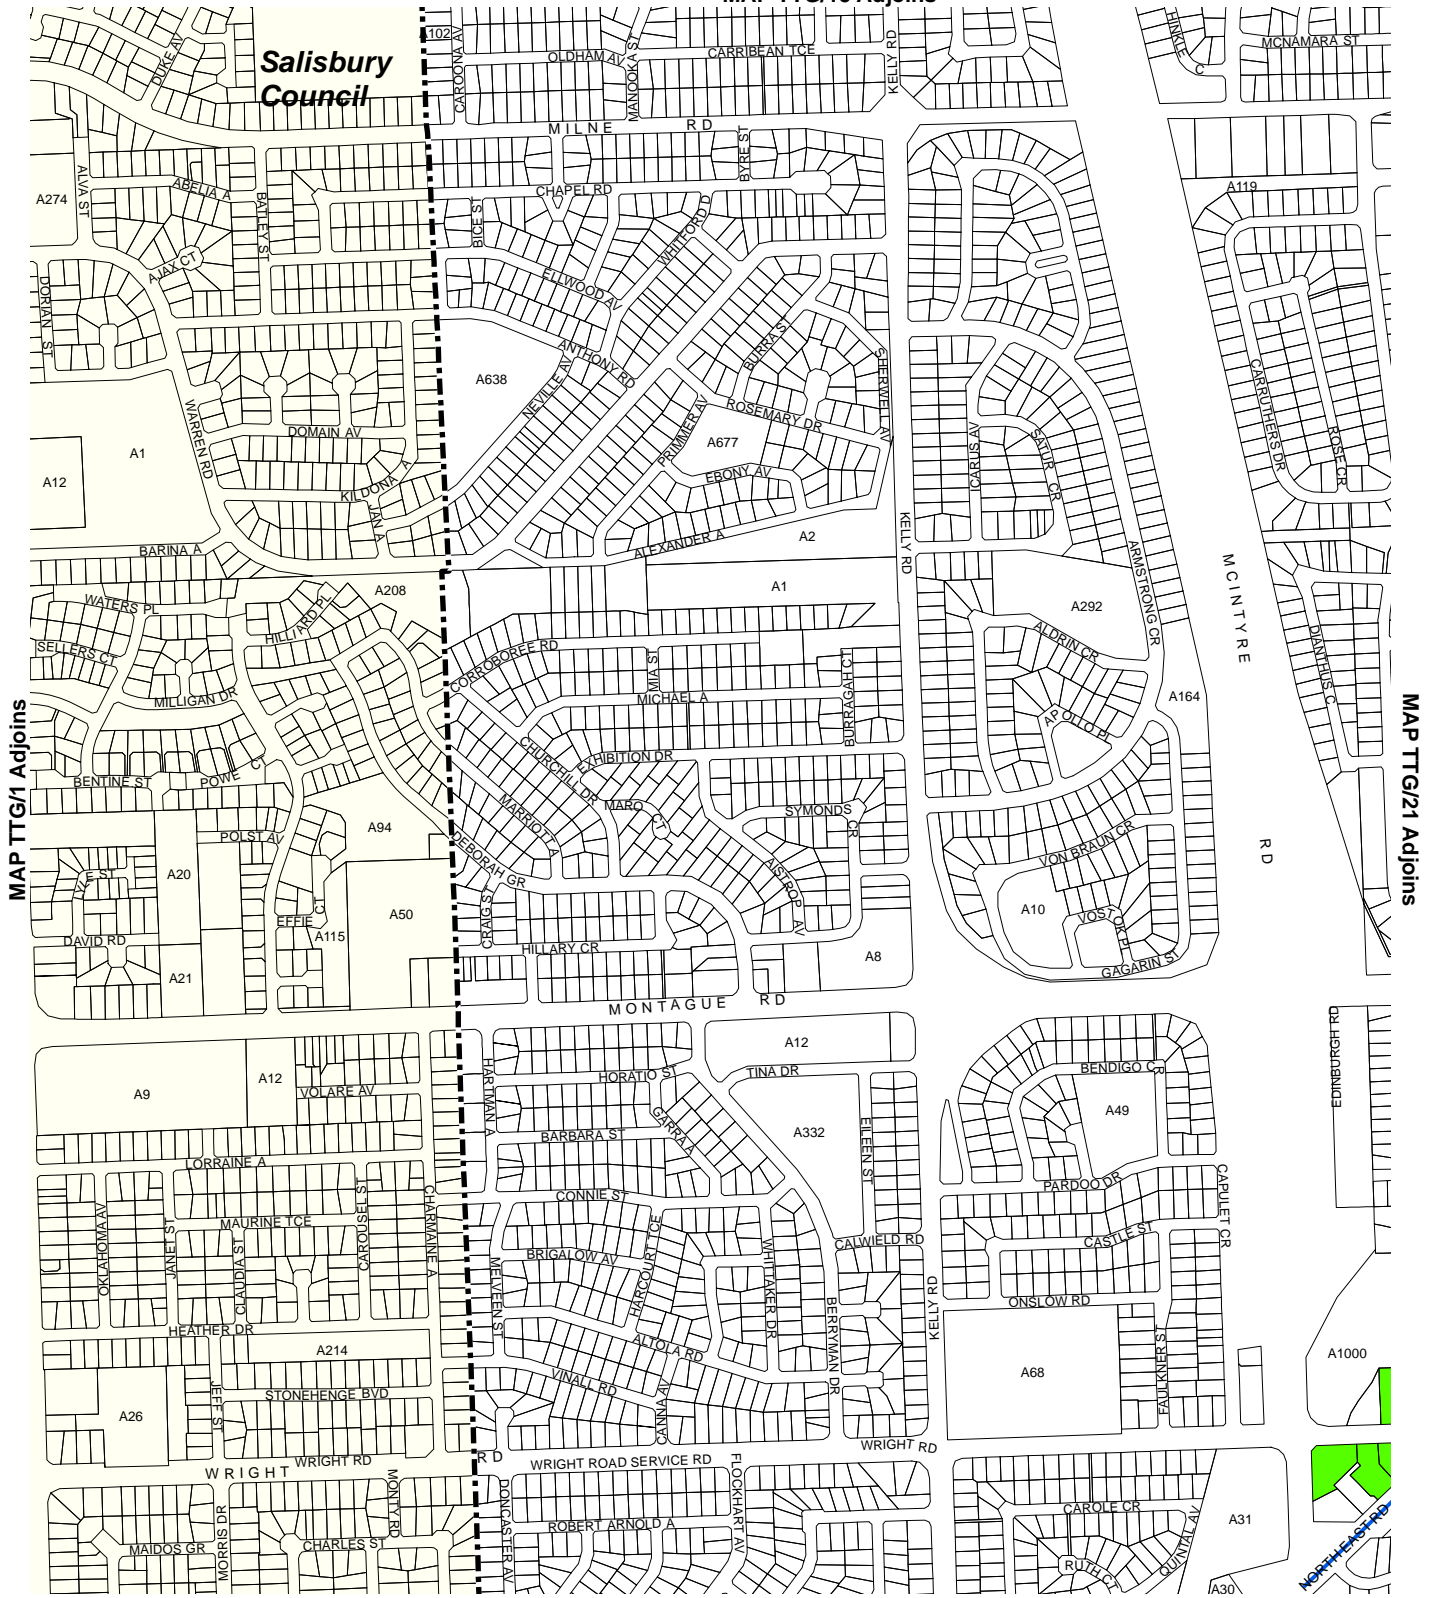 Salisbury
Council
MAP TTG/1 Adjoins
MAP TTG/21 Adjoins
A102
CAROONA AV
OLDHAM AV
MANOOKA ST
CARRIBEAN TCE
KELLY RD
HINKLE C
MCNAMARA ST
DUKE AV
MILNE RD
BYRE ST
ALVA ST
A274
ABELIA A
BATLEY ST
AJAX CT
CHAPEL RD
BICE ST
WHITFORD D
ELLWOOD AV
A119
DORIAN ST
ANTHONY RD
A638
NEVILLE AV
BURRA ST
SHERWELL AV
ROSEMARY DR
PRIMMER AV
A677
EBONY AV
CARRUTHERS DR
ROSE CR
WARREN RD
DOMAIN AV
A1
A12
KILDONA A
JAN A
ICARUS AV
SATUR CR
KELLY RD
BARINA A
ALEXANDER A
A2
A1
A208
WATERS PL
HILLIARD PL
SELLERS CT
MILLIGAN DR
ARMSTRONG CR
A292
ALDRIN CR
MCINTYRE RD
DIANTHUS C
CORROBOREE RD
MIA ST
MICHAEL A
BURRAGAH CT
A164
APOLLO PL
BENTINE ST
POWE CT
CHURCHILL DR
EXHIBITION DR
MARRIOTT A
MARO CT
SYMONDS CR
POLST AV
A94
DEBORAH GR
VON BRAUN CR
LYLE ST
A20
EFFIE CT
A50
CRAIG ST
ASTROP AV
A10
VOSTOK PL
DAVID RD
A115
HILLARY CR
A8
GAGARIN ST
A21
MONTAGUE RD
A12
EDINBURGH RD
A9
A12
VOLARE AV
HARTMAN A
HORATIO ST
TINA DR
BENDIGO CR
A49
GARRA A
A332
EILEEN ST
BARBARA ST
LORRAINE A
CONNIE ST
PARDOO DR
CAPULET CR
OKLAHOMA AV
JANET ST
MAURINE TCE
CLAUDIA ST
CAROUSEL ST
CHARMAINE A
HARCOURT TCE
WHITTAKER DR
CALWIELD RD
CASTLE ST
BRIGALOW AV
MELVEEN ST
BERRYMAN DR
KELLY RD
ONSLOW RD
HEATHER DR
A214
ALTOLA RD
A68
FAULKNER ST
A1000
STONEHENGE BVD
VINALL RD
CANNA AV
JEFF ST
A26
WRIGHT RD
WRIGHT RD
WRIGHT ROAD SERVICE RD
WRIGHT RD
MORRIS DR
MONTY RD
DONCASTER AV
FLOCKHART AV
CAROLE CR
QUINTAL AV
A31
MAIDOS GR
CHARLES ST
ROBERT ARNOLD A
RUTH CT
A30
NORTH EAST RD